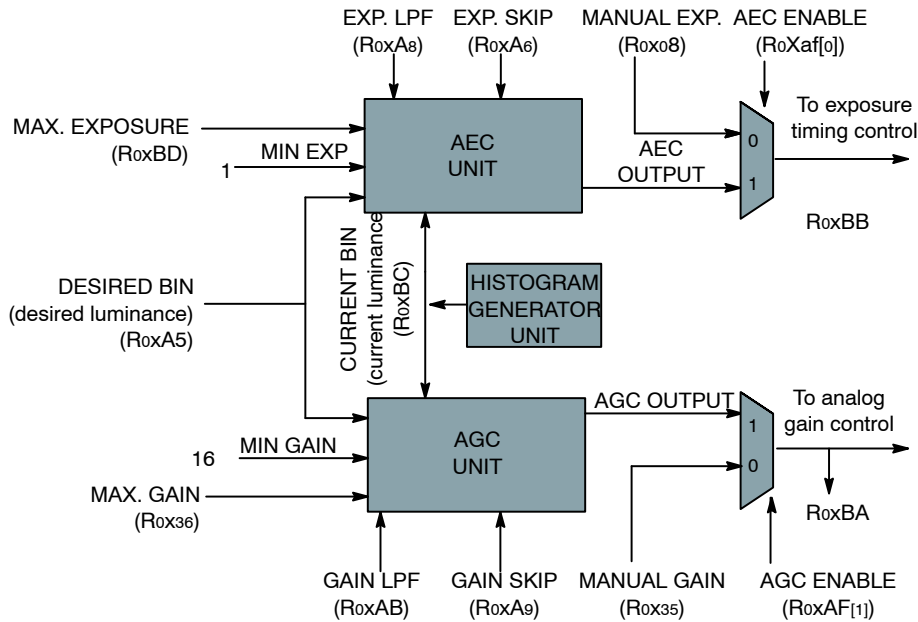 EXP. LPF
(R0xA8)
EXP. SKIP
(R0xA6)
MANUAL EXP.
(R0x08)
AEC ENABLE
(R0Xaf[0])
MAX. EXPOSURE
(R0xBD)
1
MIN EXP
AEC
UNIT
AEC
OUTPUT
0
1
To exposure
timing control
R0xBB
DESIRED BIN
(desired luminance)
(R0xA5)
CURRENT BIN
(current luminance)
(R0xBC)
HISTOGRAM
GENERATOR
UNIT
AGC OUTPUT
1
0
To analog
gain control
R0xBA
16
MIN GAIN
AGC
UNIT
MAX. GAIN
(R0x36)
GAIN LPF
(R0xAB)
GAIN SKIP
(R0xA9)
MANUAL GAIN
(R0x35)
AGC ENABLE
(R0xAF[1])